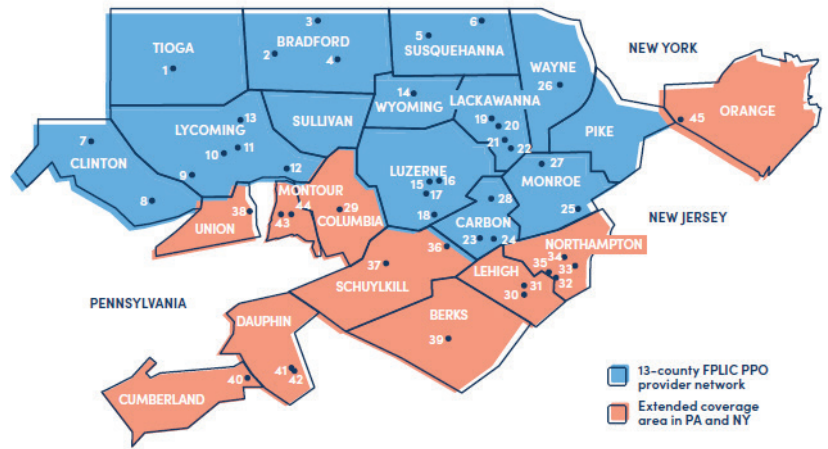 3
6
TIOGA
2
BRADFORD
5
SUSQUEHANNA
NEW YORK
1
4
WAYNE
14
26
WYOMING
LACKAWANNA
ORANGE
13
LYCOMING
SULLIVAN
19
20
45
7
CLINTON
10
11
21
22
PIKE
9
12
LUZERNE
27
15
16
MONROE
MONTOUR
17
28
8
44
29
38
43
COLUMBIA
18
CARBON
25
NEW JERSEY
UNION
23
24
NORTHAMPTON
36
34
37
LEHIGH
35
33
SCHUYLKILL
31
32
30
PENNSYLVANIA
DAUPHIN
BERKS
39
41
42
40
CUMBERLAND
13-county FPLIC PPO
provider network
Extended coverage
area in PA and NY